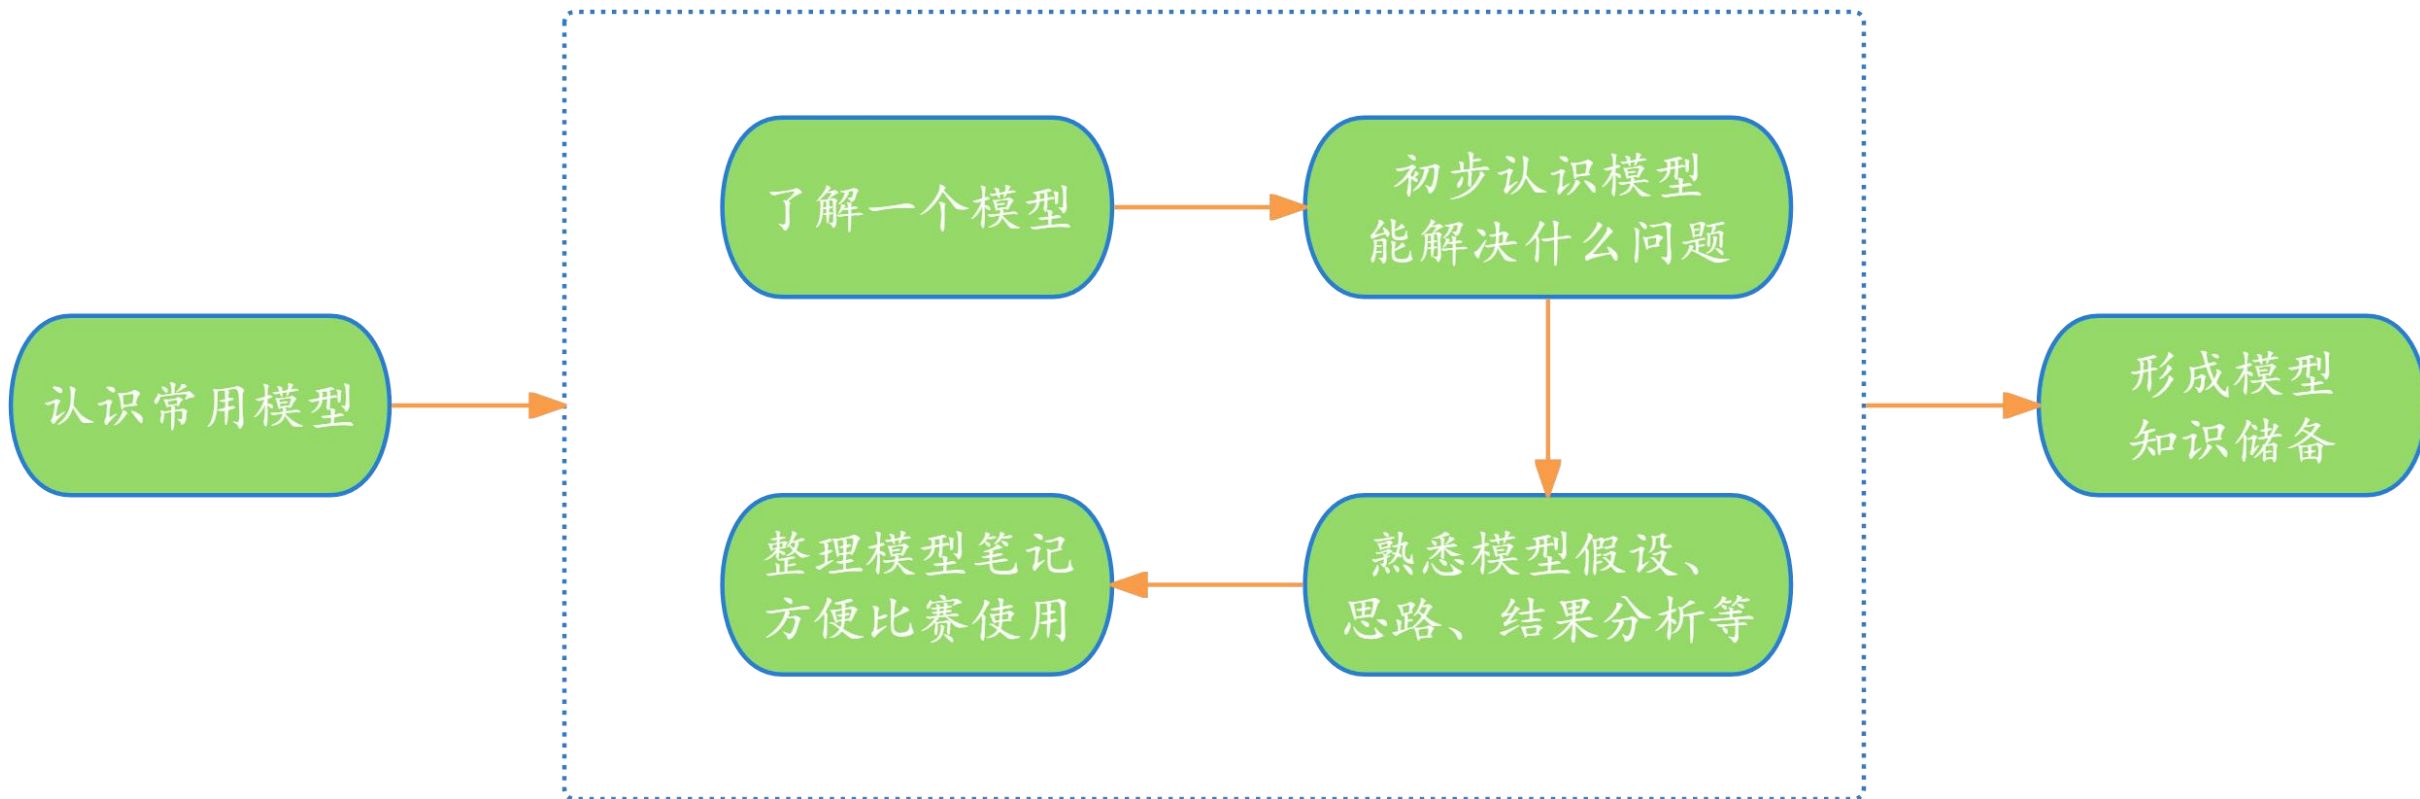 认识常用模型
了解一个模型
初步认识模型
能解决什么问题
熟悉模型假设、
思路、结果分析等
整理模型笔记
方便比赛使用
形成模型
知识储备